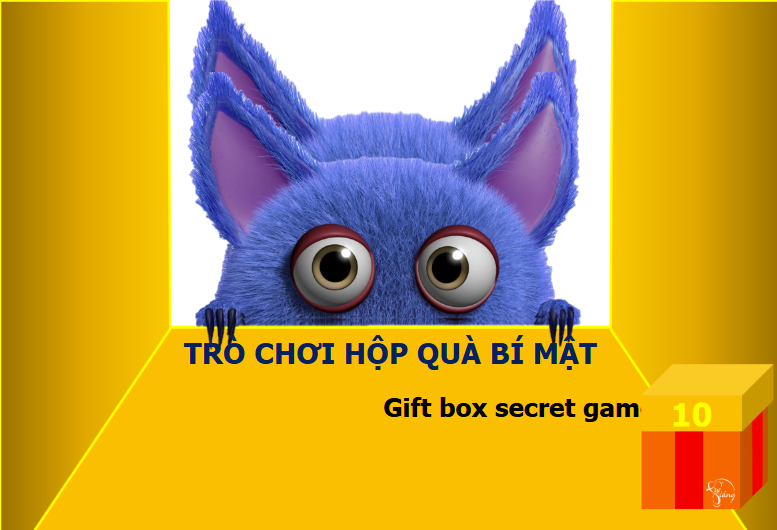 TRÒ CHƠI HỘP QUÀ BÍ MẬT
Gift box secret gam
10